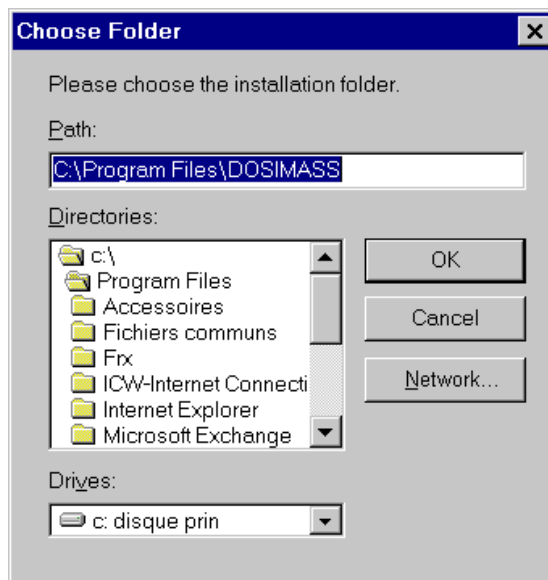 Choose Folder
Please choose the installation folder.
Path:
C:\Program Files\DOSIMASS
Directories:
c:\
Program Files
Accessoires
Fichiers communs
Frx
ICW-Internet Connecti
Internet Explorer
Microsoft Exchange
OK
Cancel
Network...
Drives:
c: disque prin